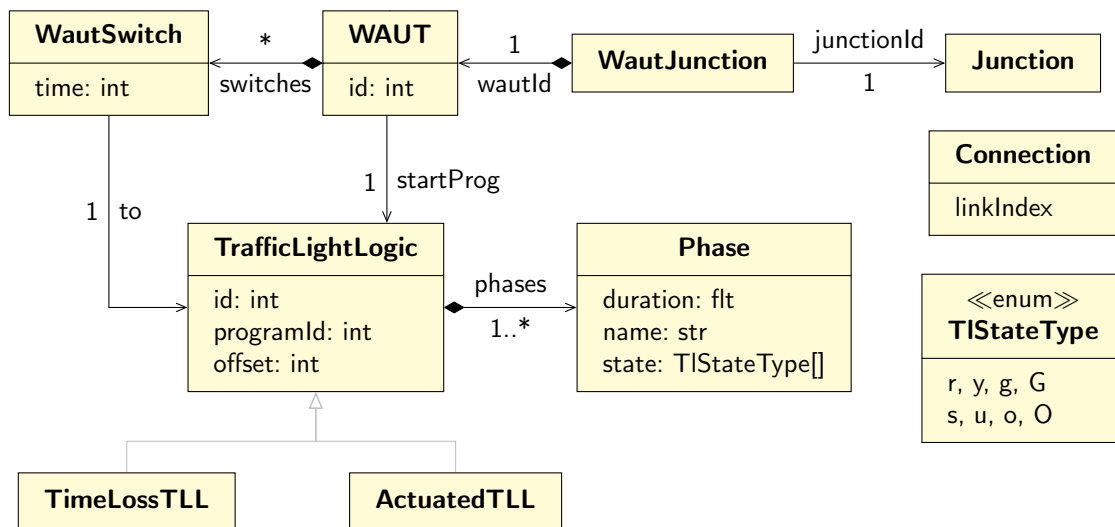 WautSwitch
time: int
*
switches
WAUT
id: int
1
wautId
WautJunction
junctionId
1
Junction
1 to
1 startProg
Connection
linkIndex
TrafficLightLogic
id: int
programId: int
offset: int
phases
1..*
Phase
duration: flt
name: str
state: TlStateType[]
≪enum≫
TlStateType
r, y, g, G
s, u, o, O
TimeLossTLL
ActuatedTLL